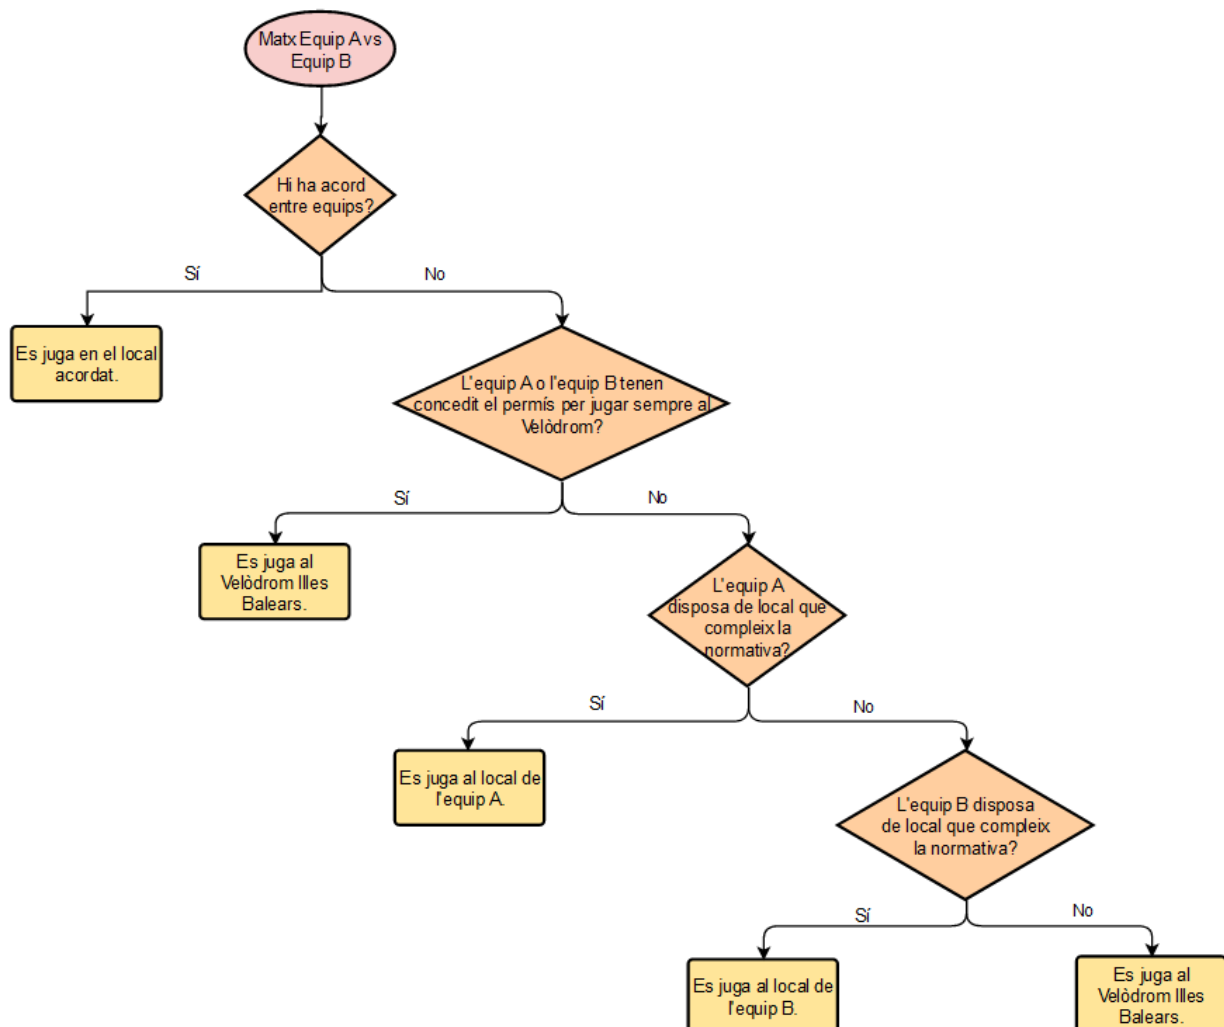 Matx Equip A vs
Equip B
Hi ha acord
entre equips?
Sí
No
Es juga en el local
acordat.
L'equip A o l'equip B tenen
concedit el permís per jugar sempre al
Velòdrom?
Sí
No
Es juga al
Velòdrom Illes
Balears.
L'equip A
disposa de local que
compleix la
normativa?
Sí
No
Es juga al local de
l'equip A.
L'equip B disposa
de local que compleix
la normativa?
Sí
No
Es juga al local de
l'equip B.
Es juga al
Velòdrom Illes
Balears.